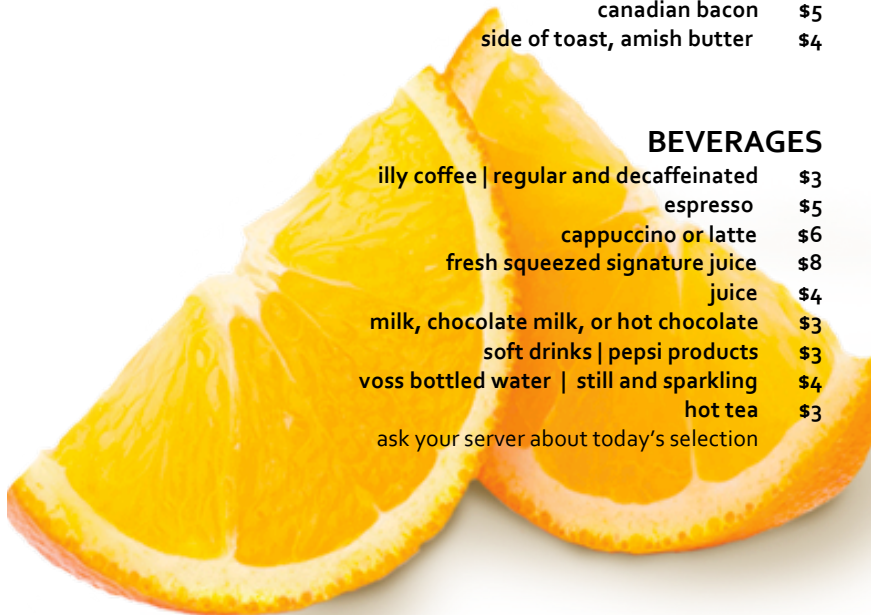 canadian bacon $5
side of toast, amish butter $4
BEVERAGES
illy coffee | regular and decaffeinated $3
espresso $5
cappuccino or latte $6
fresh squeezed signature juice $8
juice $4
milk, chocolate milk, or hot chocolate $3
soft drinks | pepsi products $3
voss bottled water | still and sparkling $4
hot tea $3
ask your server about today's selection